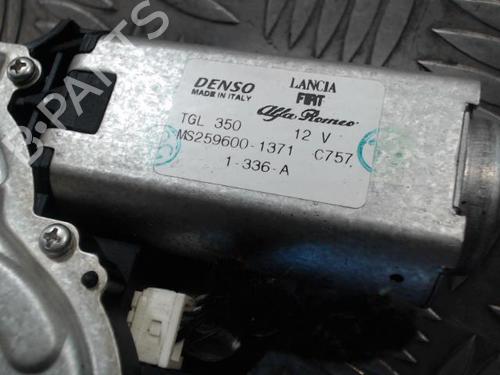 B-PARTS
DENSO
MADE IN ITALY
LANCIA
FIAT
Alfa Romeo
TGL 350
12 V
MS259600-1371
C757
1-336-A